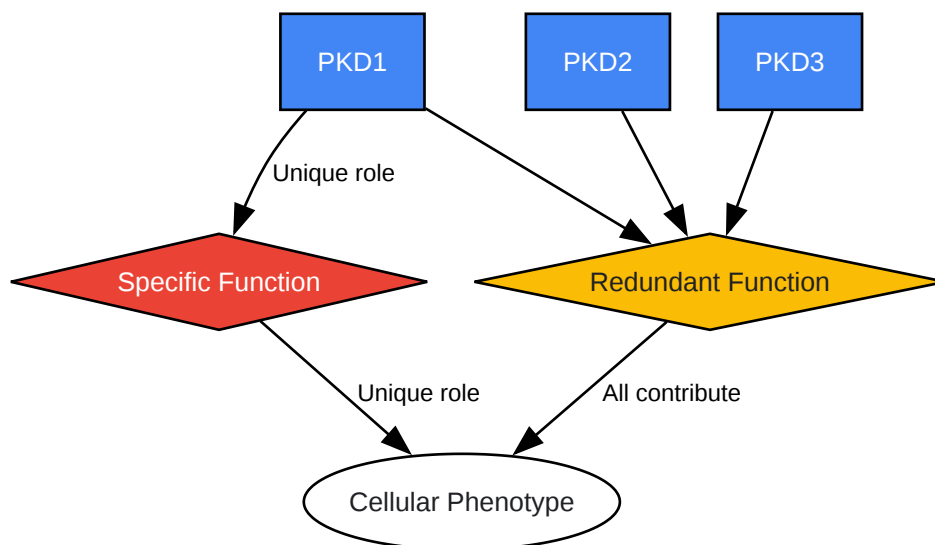 PKD1
PKD2
PKD3
Unique role
Specific Function
Redundant Function
Unique role
All contribute
Cellular Phenotype